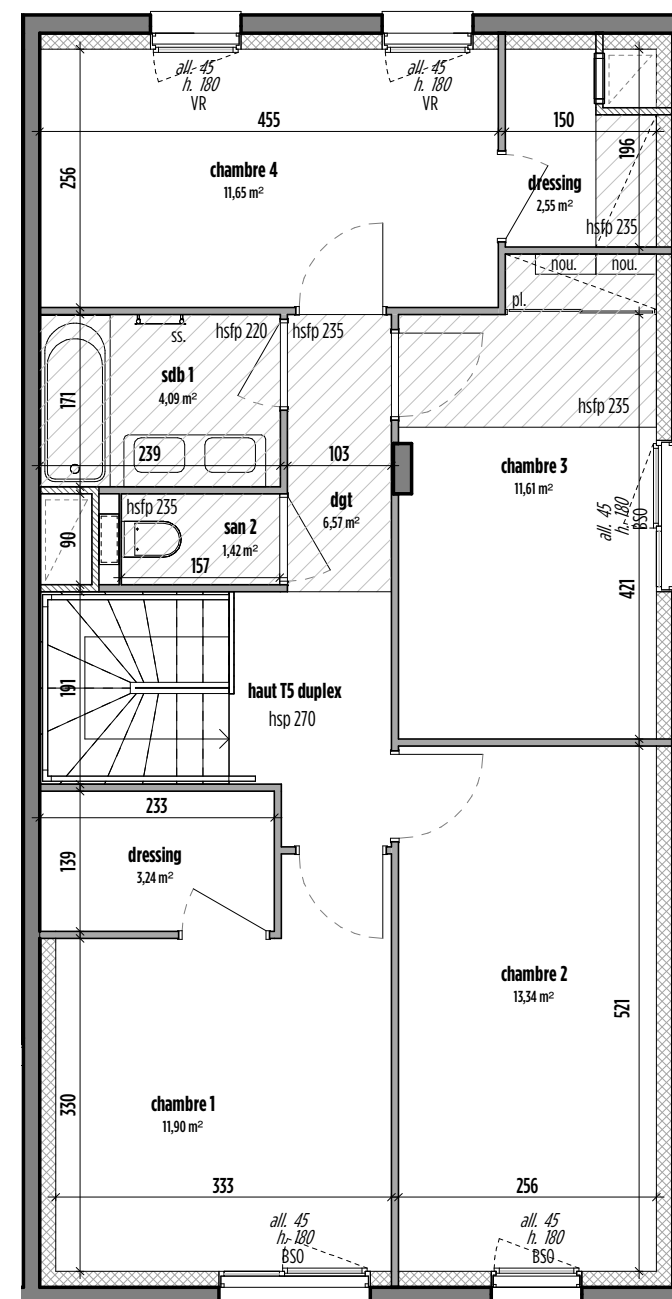 all. 45
h. 180
VR
all. 45
h. 180
VR
455
150
256
chambre 4
11,65 m²
dressing
2,55 m²
196
hsfp 235
nou.
nou.
pl.
ss.
hsfp 220
hsfp 235
sdb 1
4,09 m²
171
hsfp 235
239
103
chambre 3
11,61 m²
dgt
6,57 m²
all. 45
h. 180
BSO
hsfp 235
san 2
1,42 m²
90
157
421
191
haut T5 duplex
hsp 270
233
139
dressing
3,24 m²
chambre 2
13,34 m²
521
330
chambre 1
11,90 m²
333
256
all. 45
h. 180
BSO
all. 45
h. 180
BSO